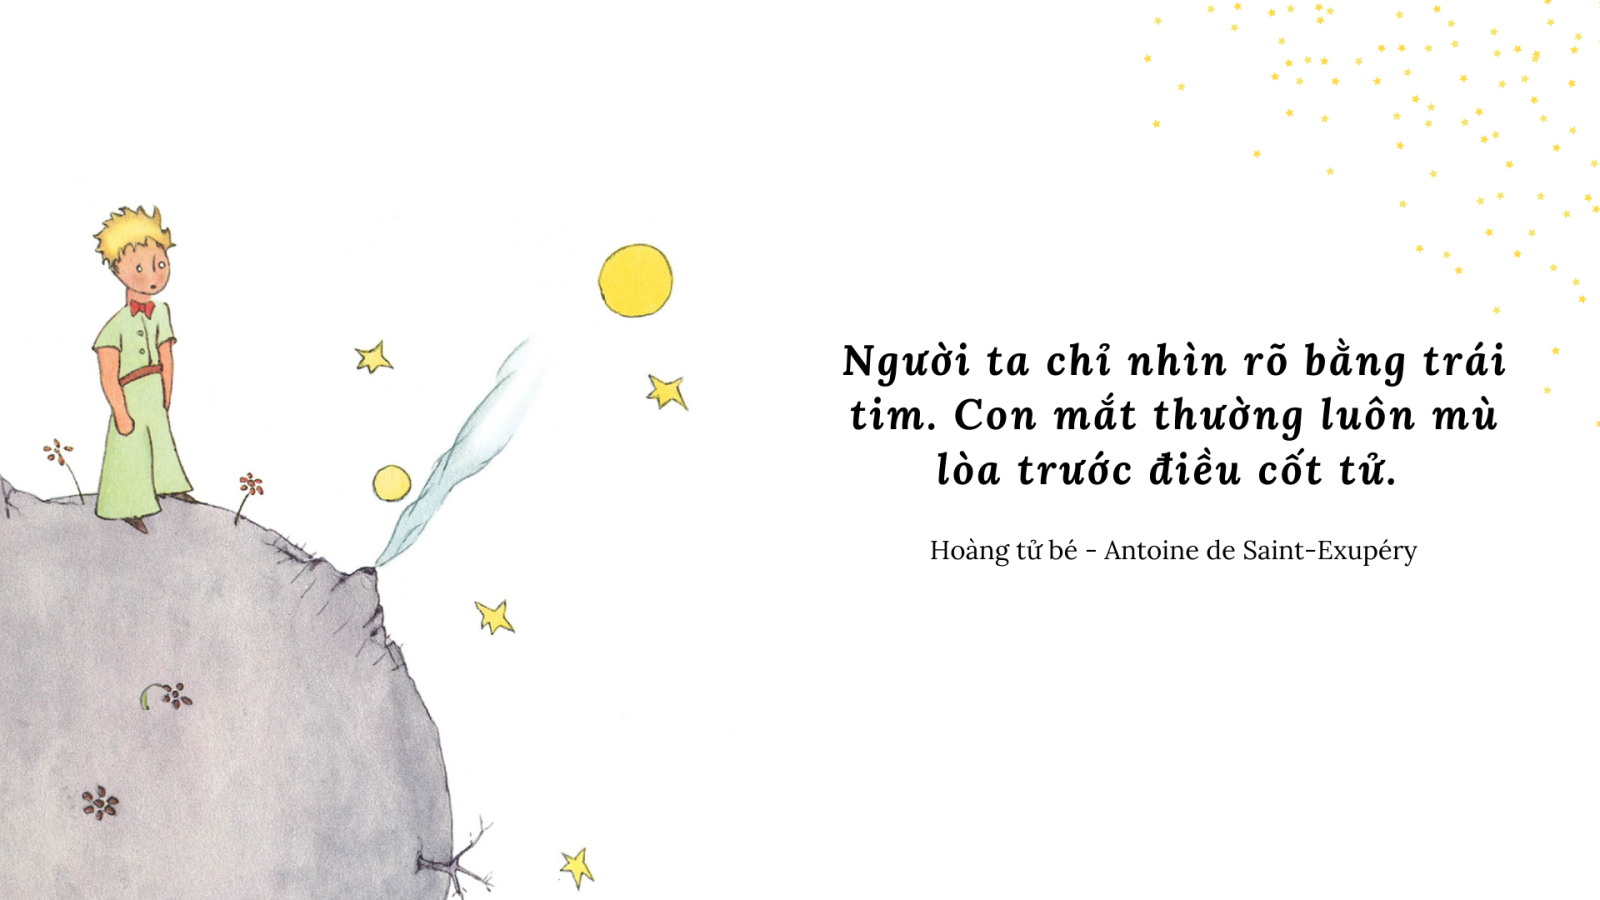 Người ta chỉ nhìn rõ bằng trái
tim. Con mắt thường luôn mù
lòa trước điều cốt tử.
Hoàng tử bé - Antoine de Saint-Exupéry